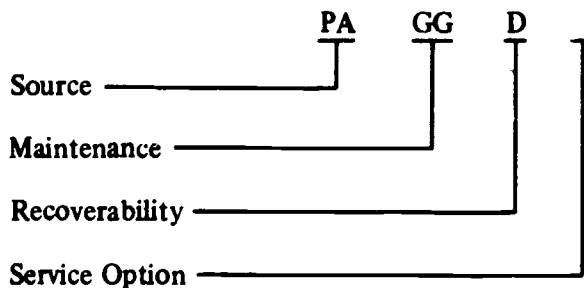 PA GG D
Source
Maintenance
Recoverability
Service Option